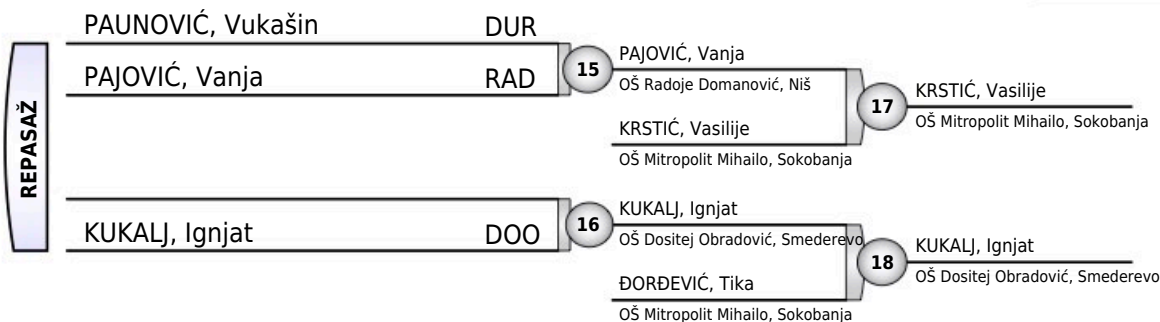 REPASAŽ
PAUNOVIĆ, Vukašin DUR
PAJOVIĆ, Vanja RAD
15
PAJOVIĆ, Vanja
OŠ Radoje Domanović, Niš
KRSTIĆ, Vasilije
OŠ Mitropolit Mihailo, Sokobanja
17
KRSTIĆ, Vasilije
OŠ Mitropolit Mihailo, Sokobanja
KUKALJ, Ignjat DOO
16
KUKALJ, Ignjat
OŠ Dositej Obradović, Smederevo
ĐORĐEVIĆ, Tika
OŠ Mitropolit Mihailo, Sokobanja
18
KUKALJ, Ignjat
OŠ Dositej Obradović, Smederevo